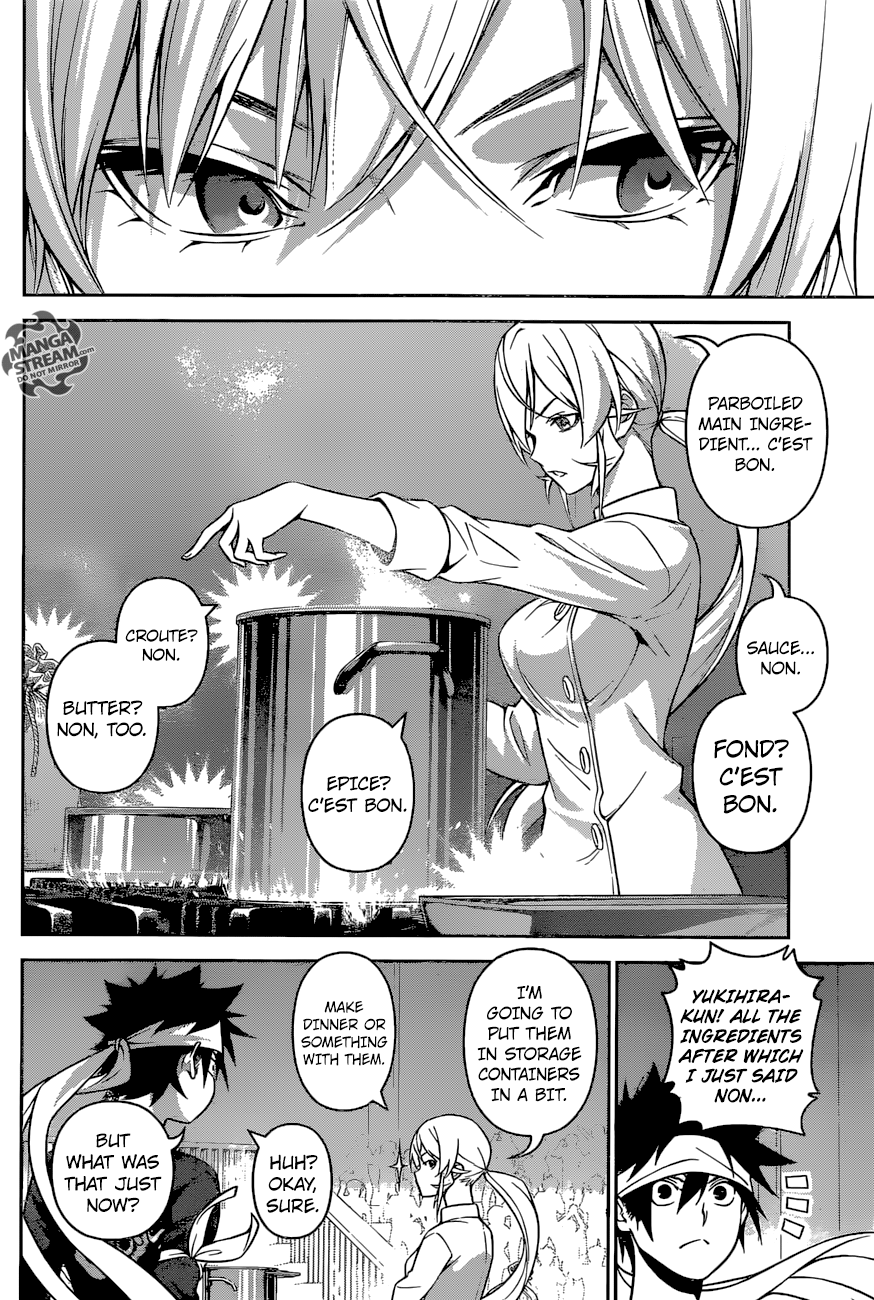 MANGA
STREAM.com
DO NOT MIRROR!
PARBOILED
MAIN INGRE-
DIENT... C'EST
BON.
SAUCE...
NON.
FOND?
C'EST
BON.
EPICE?
C'EST BON.
CROUTE?
NON.
BUTTER?
NON, TOO.
YUKIHIRA-
KUN! ALL THE
INGREDIENTS
AFTER WHICH
I JUST SAID
NON...
I'M
GOING TO
PUT THEM
IN STORAGE
CONTAINERS
IN A BIT.
MAKE
DINNER OR
SOMETHING
WITH THEM.
HUH?
OKAY,
SURE.
BUT
WHAT WAS
THAT JUST
NOW?